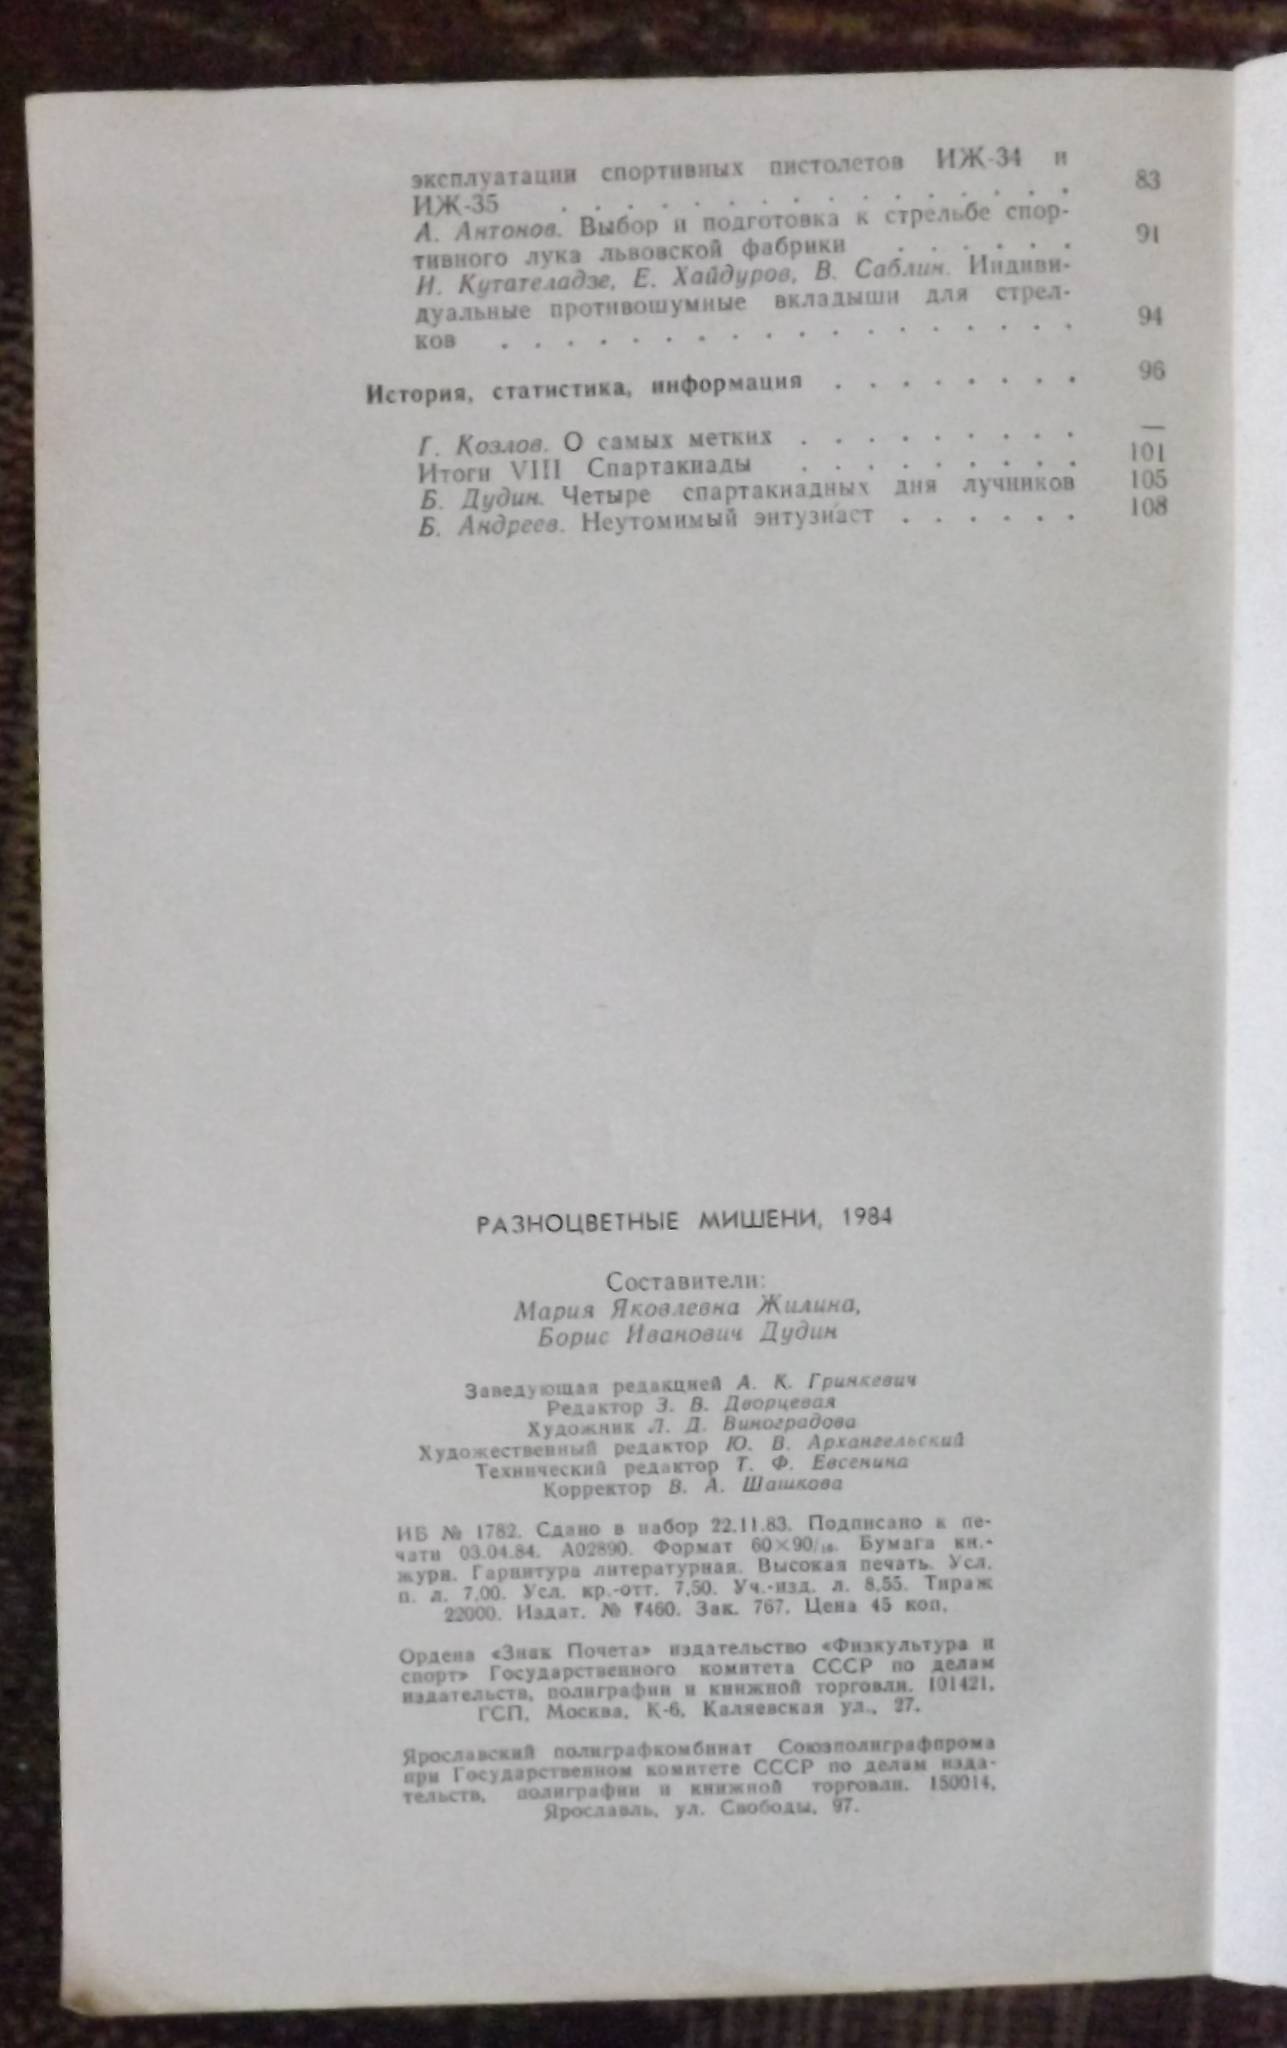 эксплуатации спортивных пистолетов ИЖ-34 и
ИЖ-35 . . . . . . . . . . . . . . . . 83
А. Антонов. Выбор и подготовка к стрельбе спор-
тивного лука львовской фабрики . . . . . . 91
И. Кутателадзе, Е. Хайдуров, В. Саблин. Индиви-
дуальные противошумные вкладыши для стрел-
ков . . . . . . . . . . . . . . . . . . 94
История, статистика, информация . . . . . . . . 96
Г. Козлов. О самых метких . . . . . . . . . —
Итоги VIII Спартакиады . . . . . . . . . 101
Б. Дудин. Четыре спартакиадных дня лучников 105
Б. Андреев. Неутомимый энтузиаст . . . . . . 108
РАЗНОЦВЕТНЫЕ МИШЕНИ, 1984
Составители:
Мария Яковлевна Жилина,
Борис Иванович Дудин
Заведующая редакцией А. К. Гринкевич
Редактор З. В. Дворцевая
Художник Л. Д. Виноградова
Художественный редактор Ю. В. Архангельский
Технический редактор Т. Ф. Евсенина
Корректор В. А. Шашкова
ИБ № 1782. Сдано в набор 22.11.83. Подписано к пе-
чати 03.04.84. А02890. Формат 60×90/16. Бумага кн.-
журн. Гарнитура литературная. Высокая печать. Усл.
п. л. 7,00. Усл. кр.-отт. 7,50. Уч.-изд. л. 8,55. Тираж
22000. Издат. № 7460. Зак. 767. Цена 45 коп.
Ордена «Знак Почета» издательство «Физкультура и
спорт» Государственного комитета СССР по делам
издательств, полиграфии и книжной торговли. 101421,
ГСП, Москва, К-6, Каляевская ул., 27.
Ярославский полиграфкомбинат Союзполиграфпрома
при Государственном комитете СССР по делам изда-
тельств, полиграфии и книжной торговли. 150014,
Ярославль, ул. Свободы, 97.